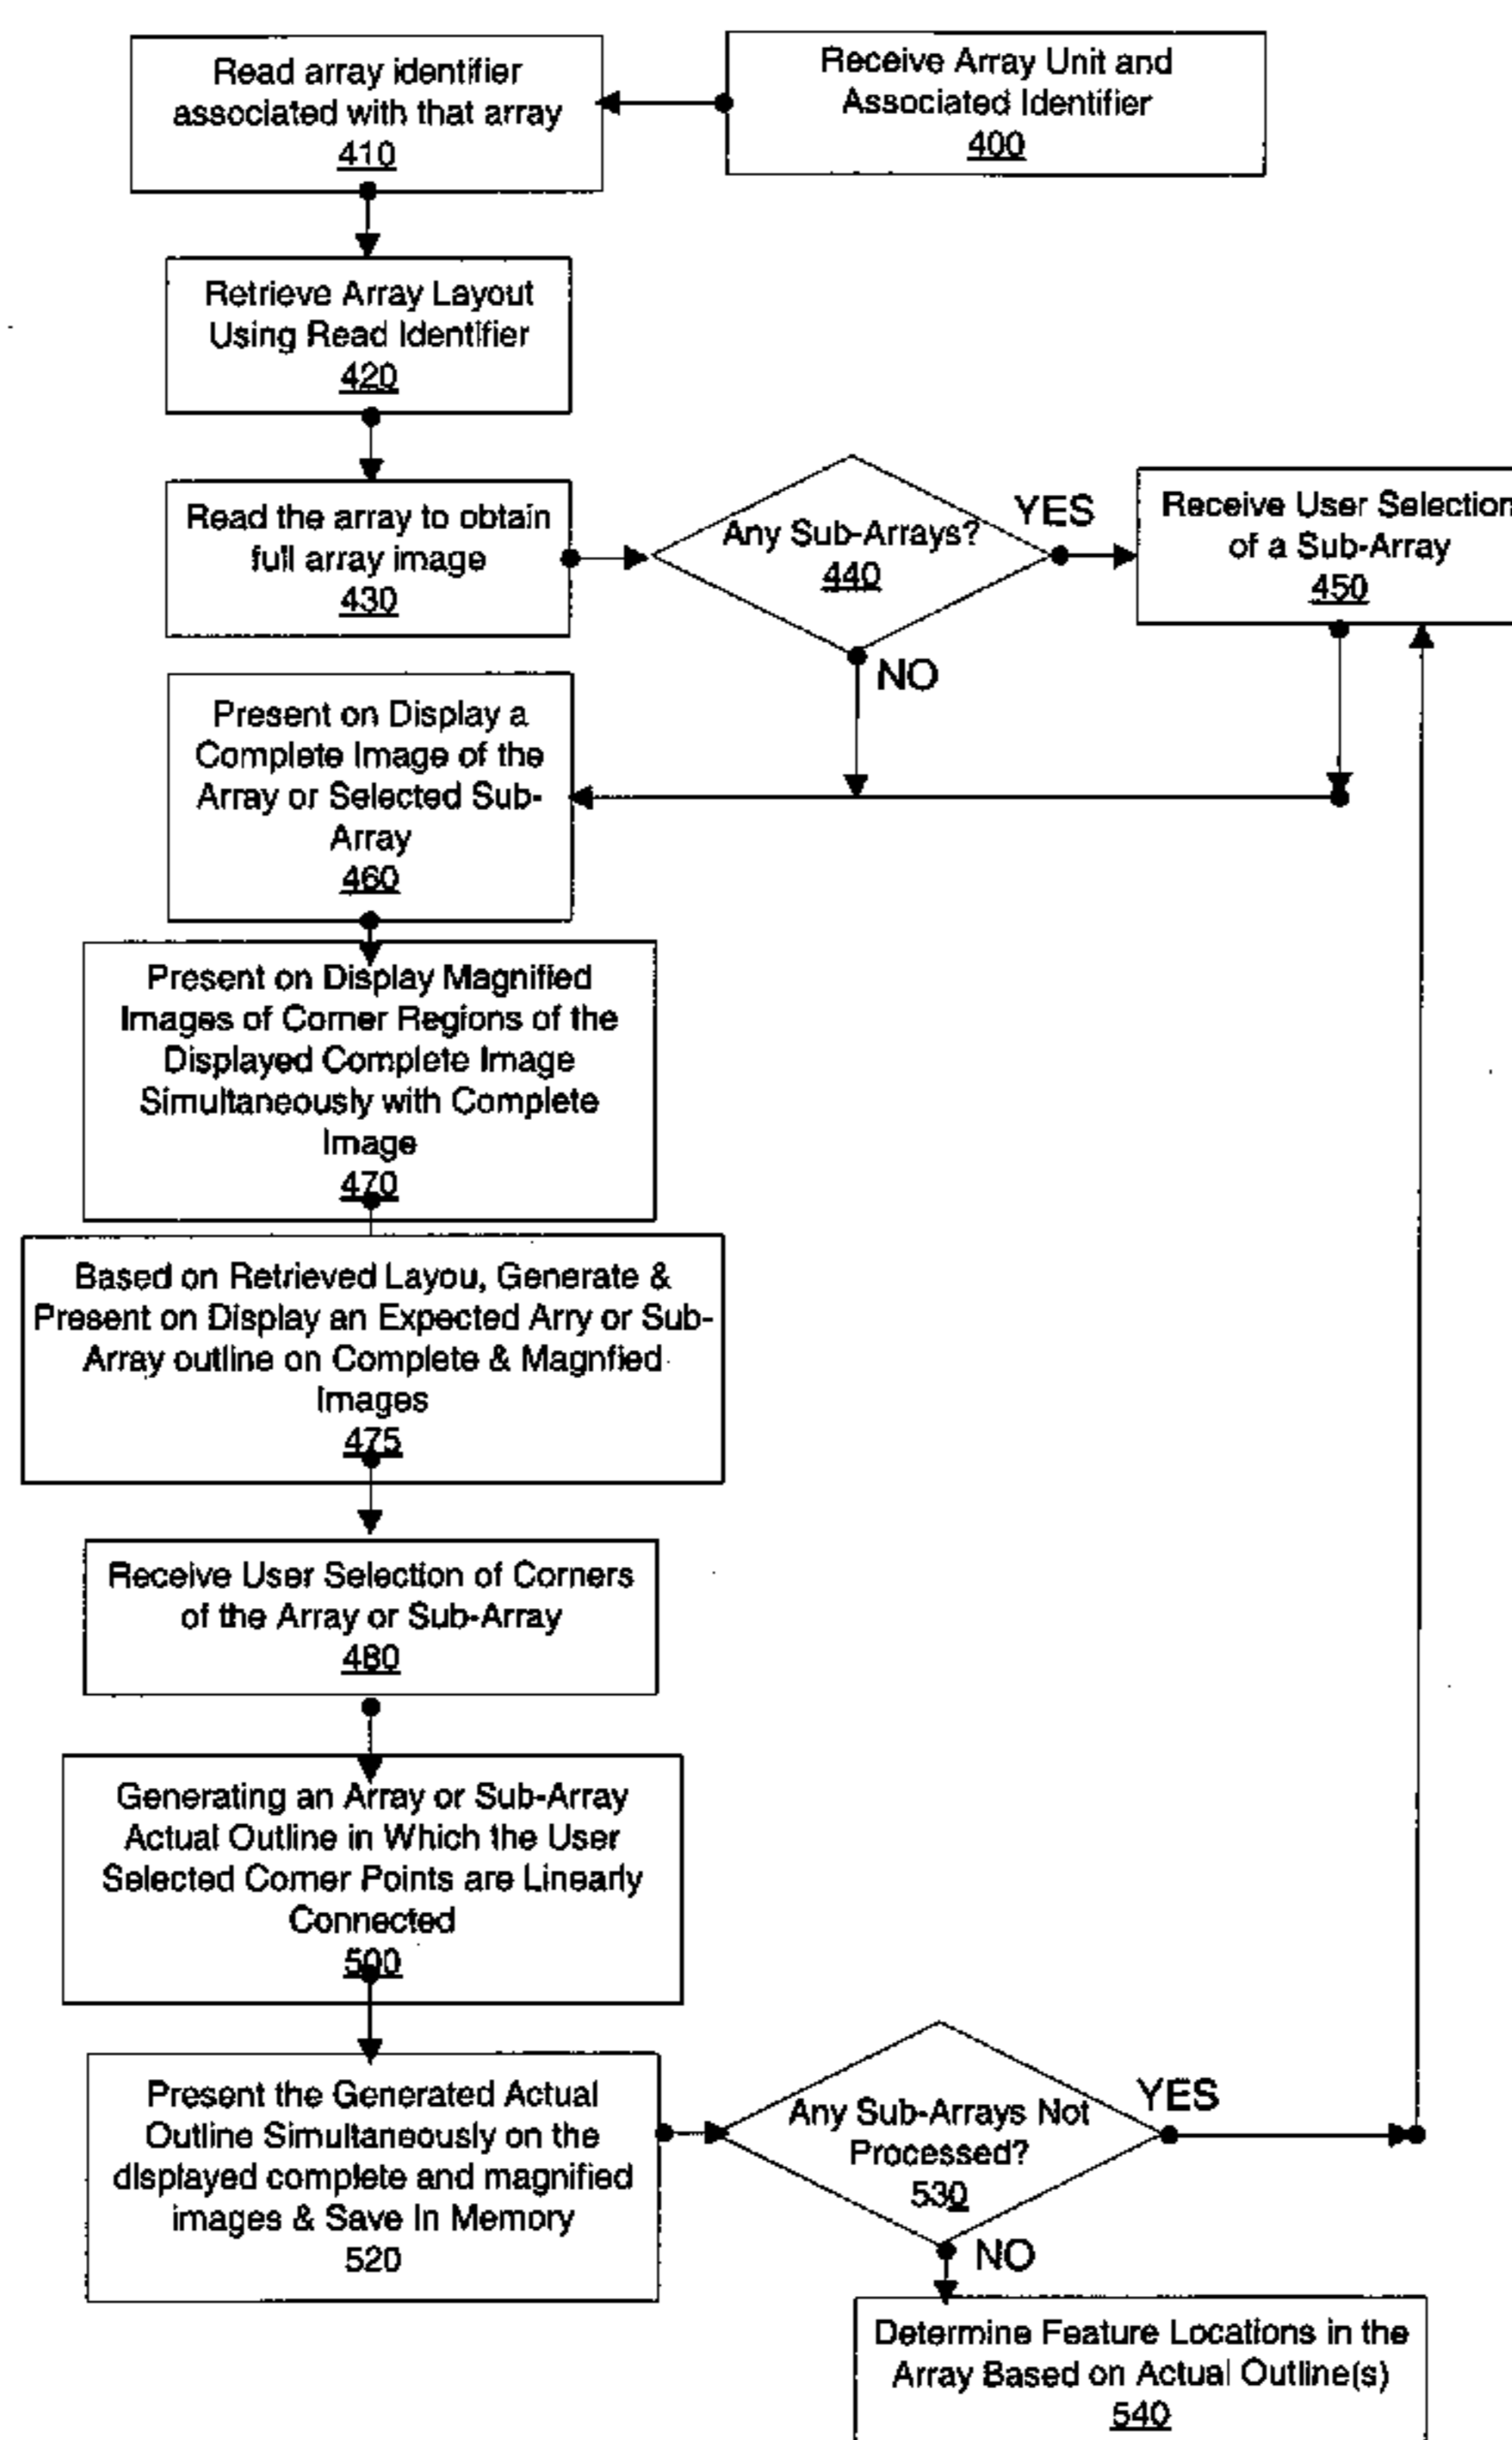 Receive Array Unit and
Associated Identifier
400
Read array identifier
associated with that array
410
Retrieve Array Layout
Using Read Identifier
420
Read the array to obtain
full array image
430
Any Sub-Arrays?
440
YES
NO
Receive User Selection
of a Sub-Array
450
Present on Display a
Complete Image of the
Array or Selected Sub-
Array
460
Present on Display Magnified
Images of Corner Regions of the
Displayed Complete Image
Simultaneously with Complete
Image
470
Based on Retrieved Layou, Generate &
Present on Display an Expected Arry or Sub-
Array outline on Complete & Magnfied
Images
475
Receive User Selection of Corners
of the Array or Sub-Array
480
Generating an Array or Sub-Array
Actual Outline in Which the User
Selected Corner Points are Linearly
Connected
500
Present the Generated Actual
Outline Simultaneously on the
displayed complete and magnified
images & Save In Memory
520
Any Sub-Arrays Not
Processed?
530
YES
NO
Determine Feature Locations in the
Array Based on Actual Outline(s)
540